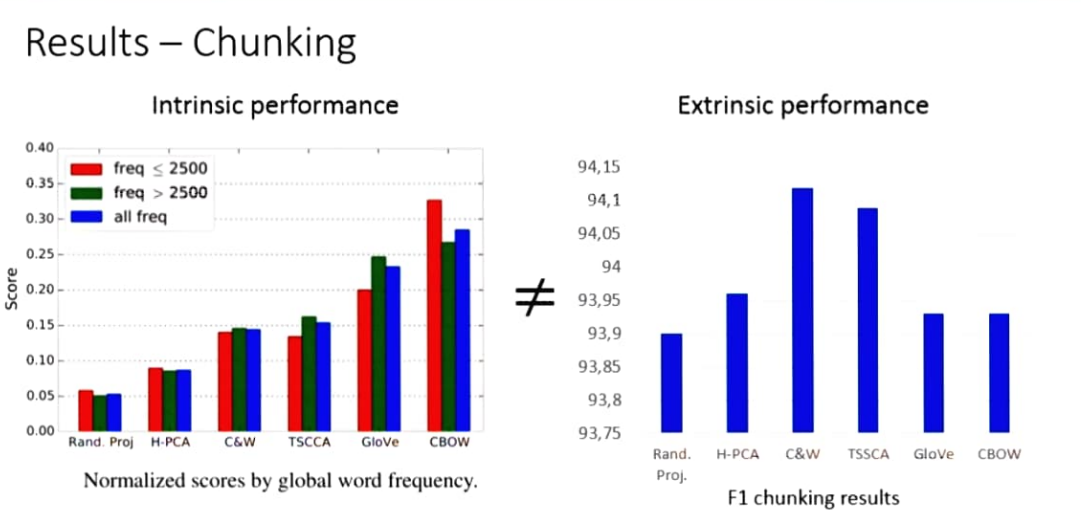 Results – Chunking
Intrinsic performance
0.40
0.35
0.30
0.25
0.20
0.15
0.10
0.05
0.00
Score
freq ≤ 2500
freq > 2500
all freq
Rand. Proj H-PCA C&W TSCCA GloVe CBOW
Normalized scores by global word frequency.
≠
Extrinsic performance
94,15
94,1
94,05
94
93,95
93,9
93,85
93,8
93,75
Rand. H-PCA C&W TSSCA GloVe CBOW
Proj.
F1 chunking results